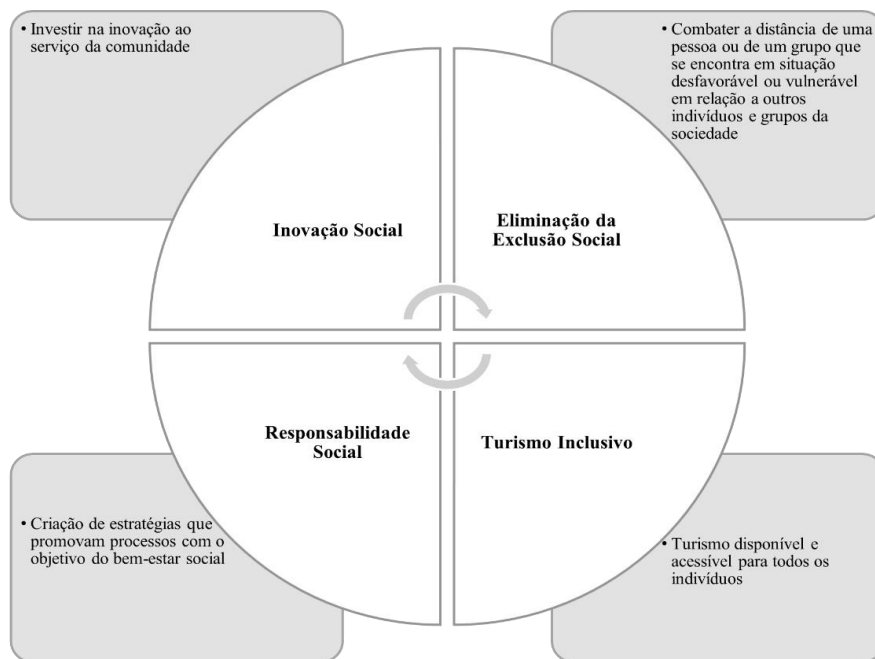 • Investir na inovação ao
serviço da comunidade
• Combater a distância de uma
pessoa ou de um grupo que
se encontra em situação
desfavorável ou vulnerável
em relação a outros
indivíduos e grupos da
sociedade
Inovação Social
Eliminação da
Exclusão Social
Responsabilidade
Social
Turismo Inclusivo
• Criação de estratégias que
promovam processos com o
objetivo do bem-estar social
• Turismo disponível e
acessível para todos os
indivíduos